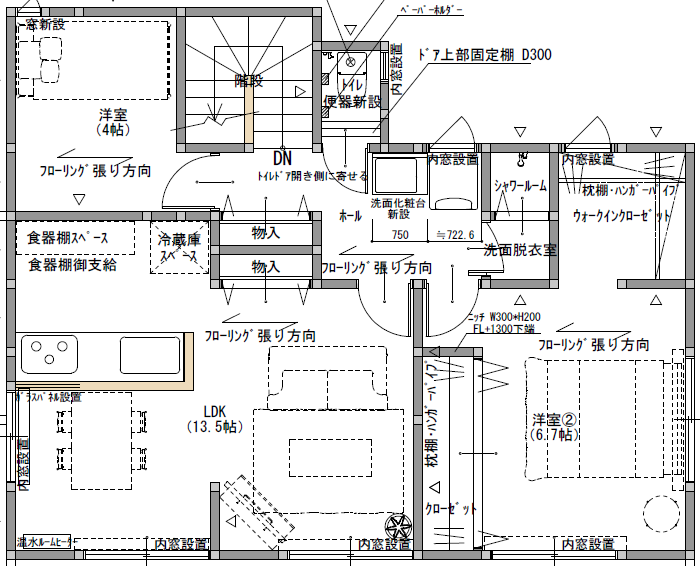 ペーパーホルダー
窓新設
ドア上部固定棚 D300
内窓設置
階段
トイレ
便器新設
洋室
(4帖)
DN
トイレドア開き側に寄せる
フローリング張り方向
内窓設置
内窓設置
シャワールーム
枕棚・ハンガーパイプ
ウォークインクローゼット
洗面化粧台
新設
ホール
750
≒722.6
洗面脱衣室
物入
物入
食器棚スペース
食器棚御支給
冷蔵庫
スペース
フローリング張り方向
ニッチ W300*H200
FL+1300下端
フローリング張り方向
フローリング張り方向
枕棚・ハンガーパイプ
ガラスパネル設置
LDK
(13.5帖)
洋室②
(6.7帖)
内窓設置
クローゼット
温水ルームヒーター
内窓設置
内窓設置
内窓設置